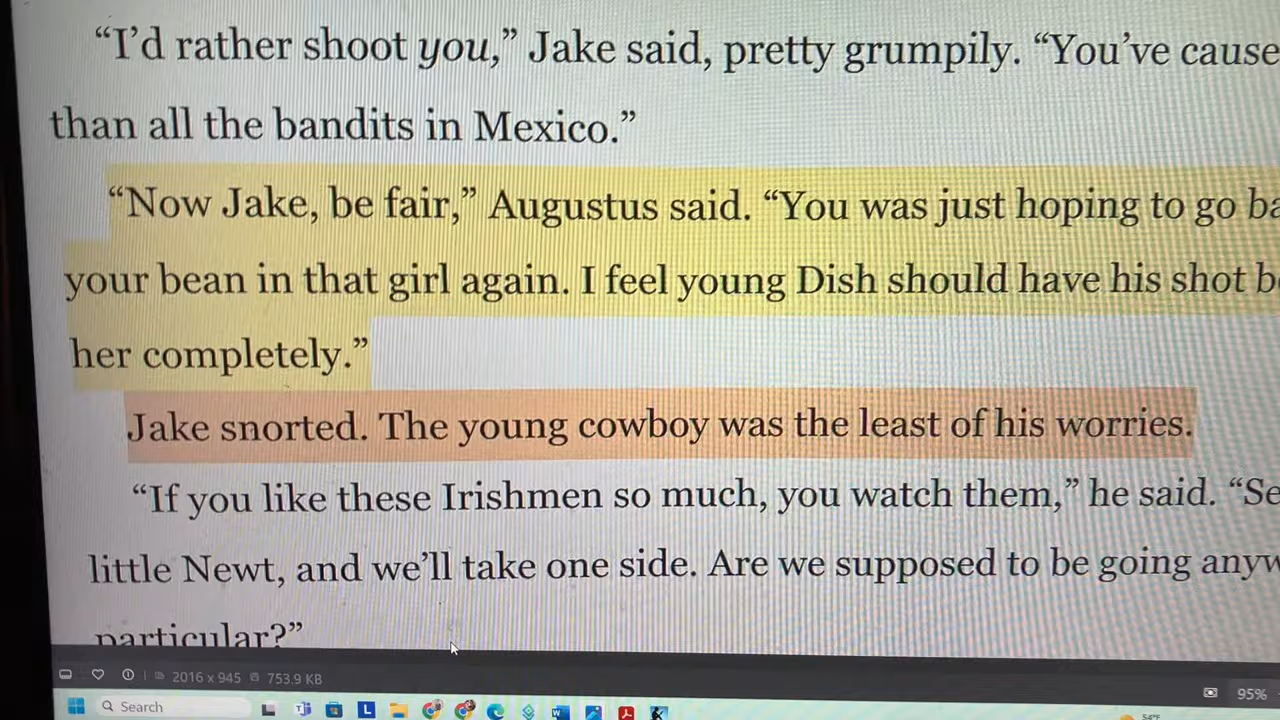 “I’d rather shoot you,” Jake said, pretty grumpily. “You’ve cause
than all the bandits in Mexico.”
“Now Jake, be fair,” Augustus said. “You was just hoping to go ba
your bean in that girl again. I feel young Dish should have his shot b
her completely.”
Jake snorted. The young cowboy was the least of his worries.
“If you like these Irishmen so much, you watch them,” he said. “Se
little Newt, and we’ll take one side. Are we supposed to be going anyw
particular?”
2016 x 945 753.9 KB
95%
Search
54°F